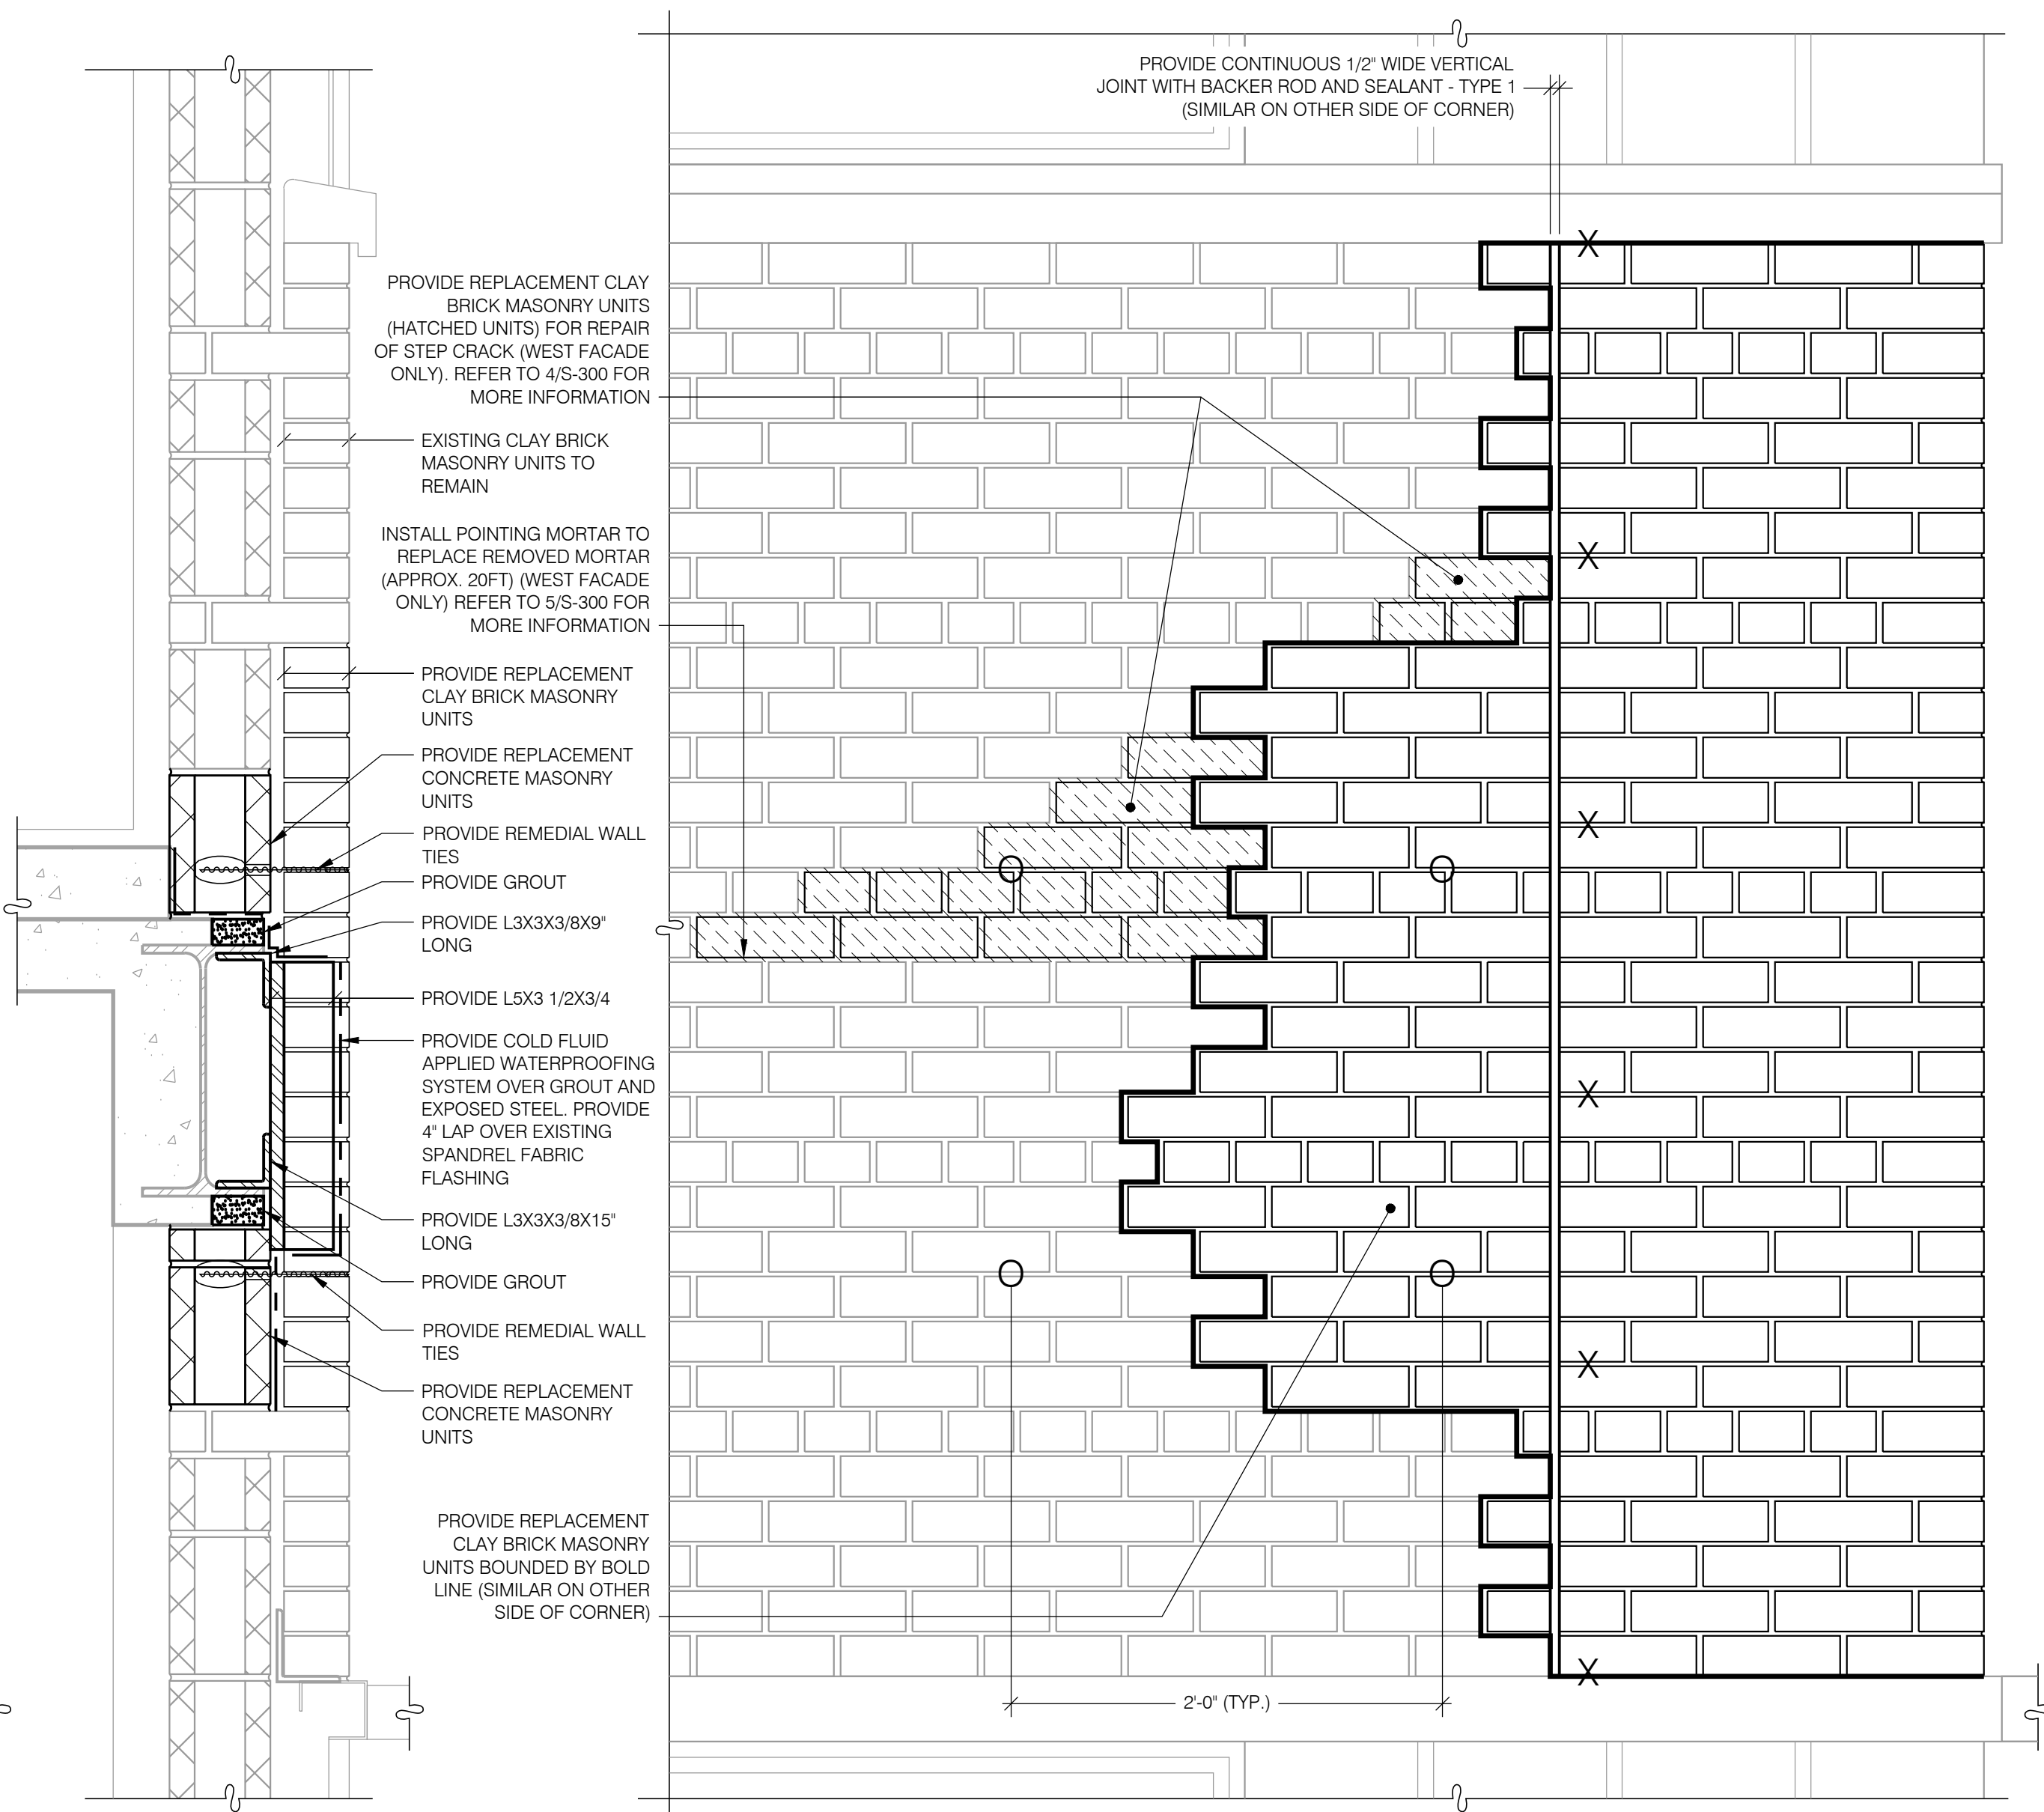 PROVIDE CONTINUOUS 1/2" WIDE VERTICAL
JOINT WITH BACKER ROD AND SEALANT - TYPE 1
(SIMILAR ON OTHER SIDE OF CORNER)
PROVIDE REPLACEMENT CLAY
BRICK MASONRY UNITS
(HATCHED UNITS) FOR REPAIR
OF STEP CRACK (WEST FACADE
ONLY). REFER TO 4/S-300 FOR
MORE INFORMATION
EXISTING CLAY BRICK
MASONRY UNITS TO
REMAIN
INSTALL POINTING MORTAR TO
REPLACE REMOVED MORTAR
(APPROX. 20FT) (WEST FACADE
ONLY) REFER TO 5/S-300 FOR
MORE INFORMATION
PROVIDE REPLACEMENT
CLAY BRICK MASONRY
UNITS
PROVIDE REPLACEMENT
CONCRETE MASONRY
UNITS
PROVIDE REMEDIAL WALL
TIES
PROVIDE GROUT
PROVIDE L3X3X3/8X9"
LONG
PROVIDE L5X3 1/2X3/4
PROVIDE COLD FLUID
APPLIED WATERPROOFING
SYSTEM OVER GROUT AND
EXPOSED STEEL. PROVIDE
4" LAP OVER EXISTING
SPANDREL FABRIC
FLASHING
PROVIDE L3X3X3/8X15"
LONG
PROVIDE GROUT
PROVIDE REMEDIAL WALL
TIES
PROVIDE REPLACEMENT
CONCRETE MASONRY
UNITS
PROVIDE REPLACEMENT
CLAY BRICK MASONRY
UNITS BOUNDED BY BOLD
LINE (SIMILAR ON OTHER
SIDE OF CORNER)
X
X
X
O O
X
O O
X
X
2'-0" (TYP.)